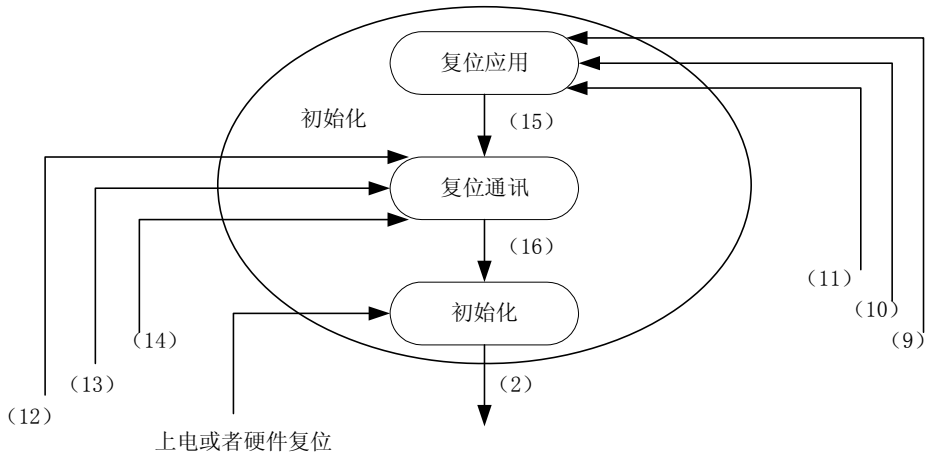 复位应用
初始化
（15）
复位通讯
（16）
（11）
（10）
初始化
（14）
（9）
（13）
（2）
（12）
上电或者硬件复位